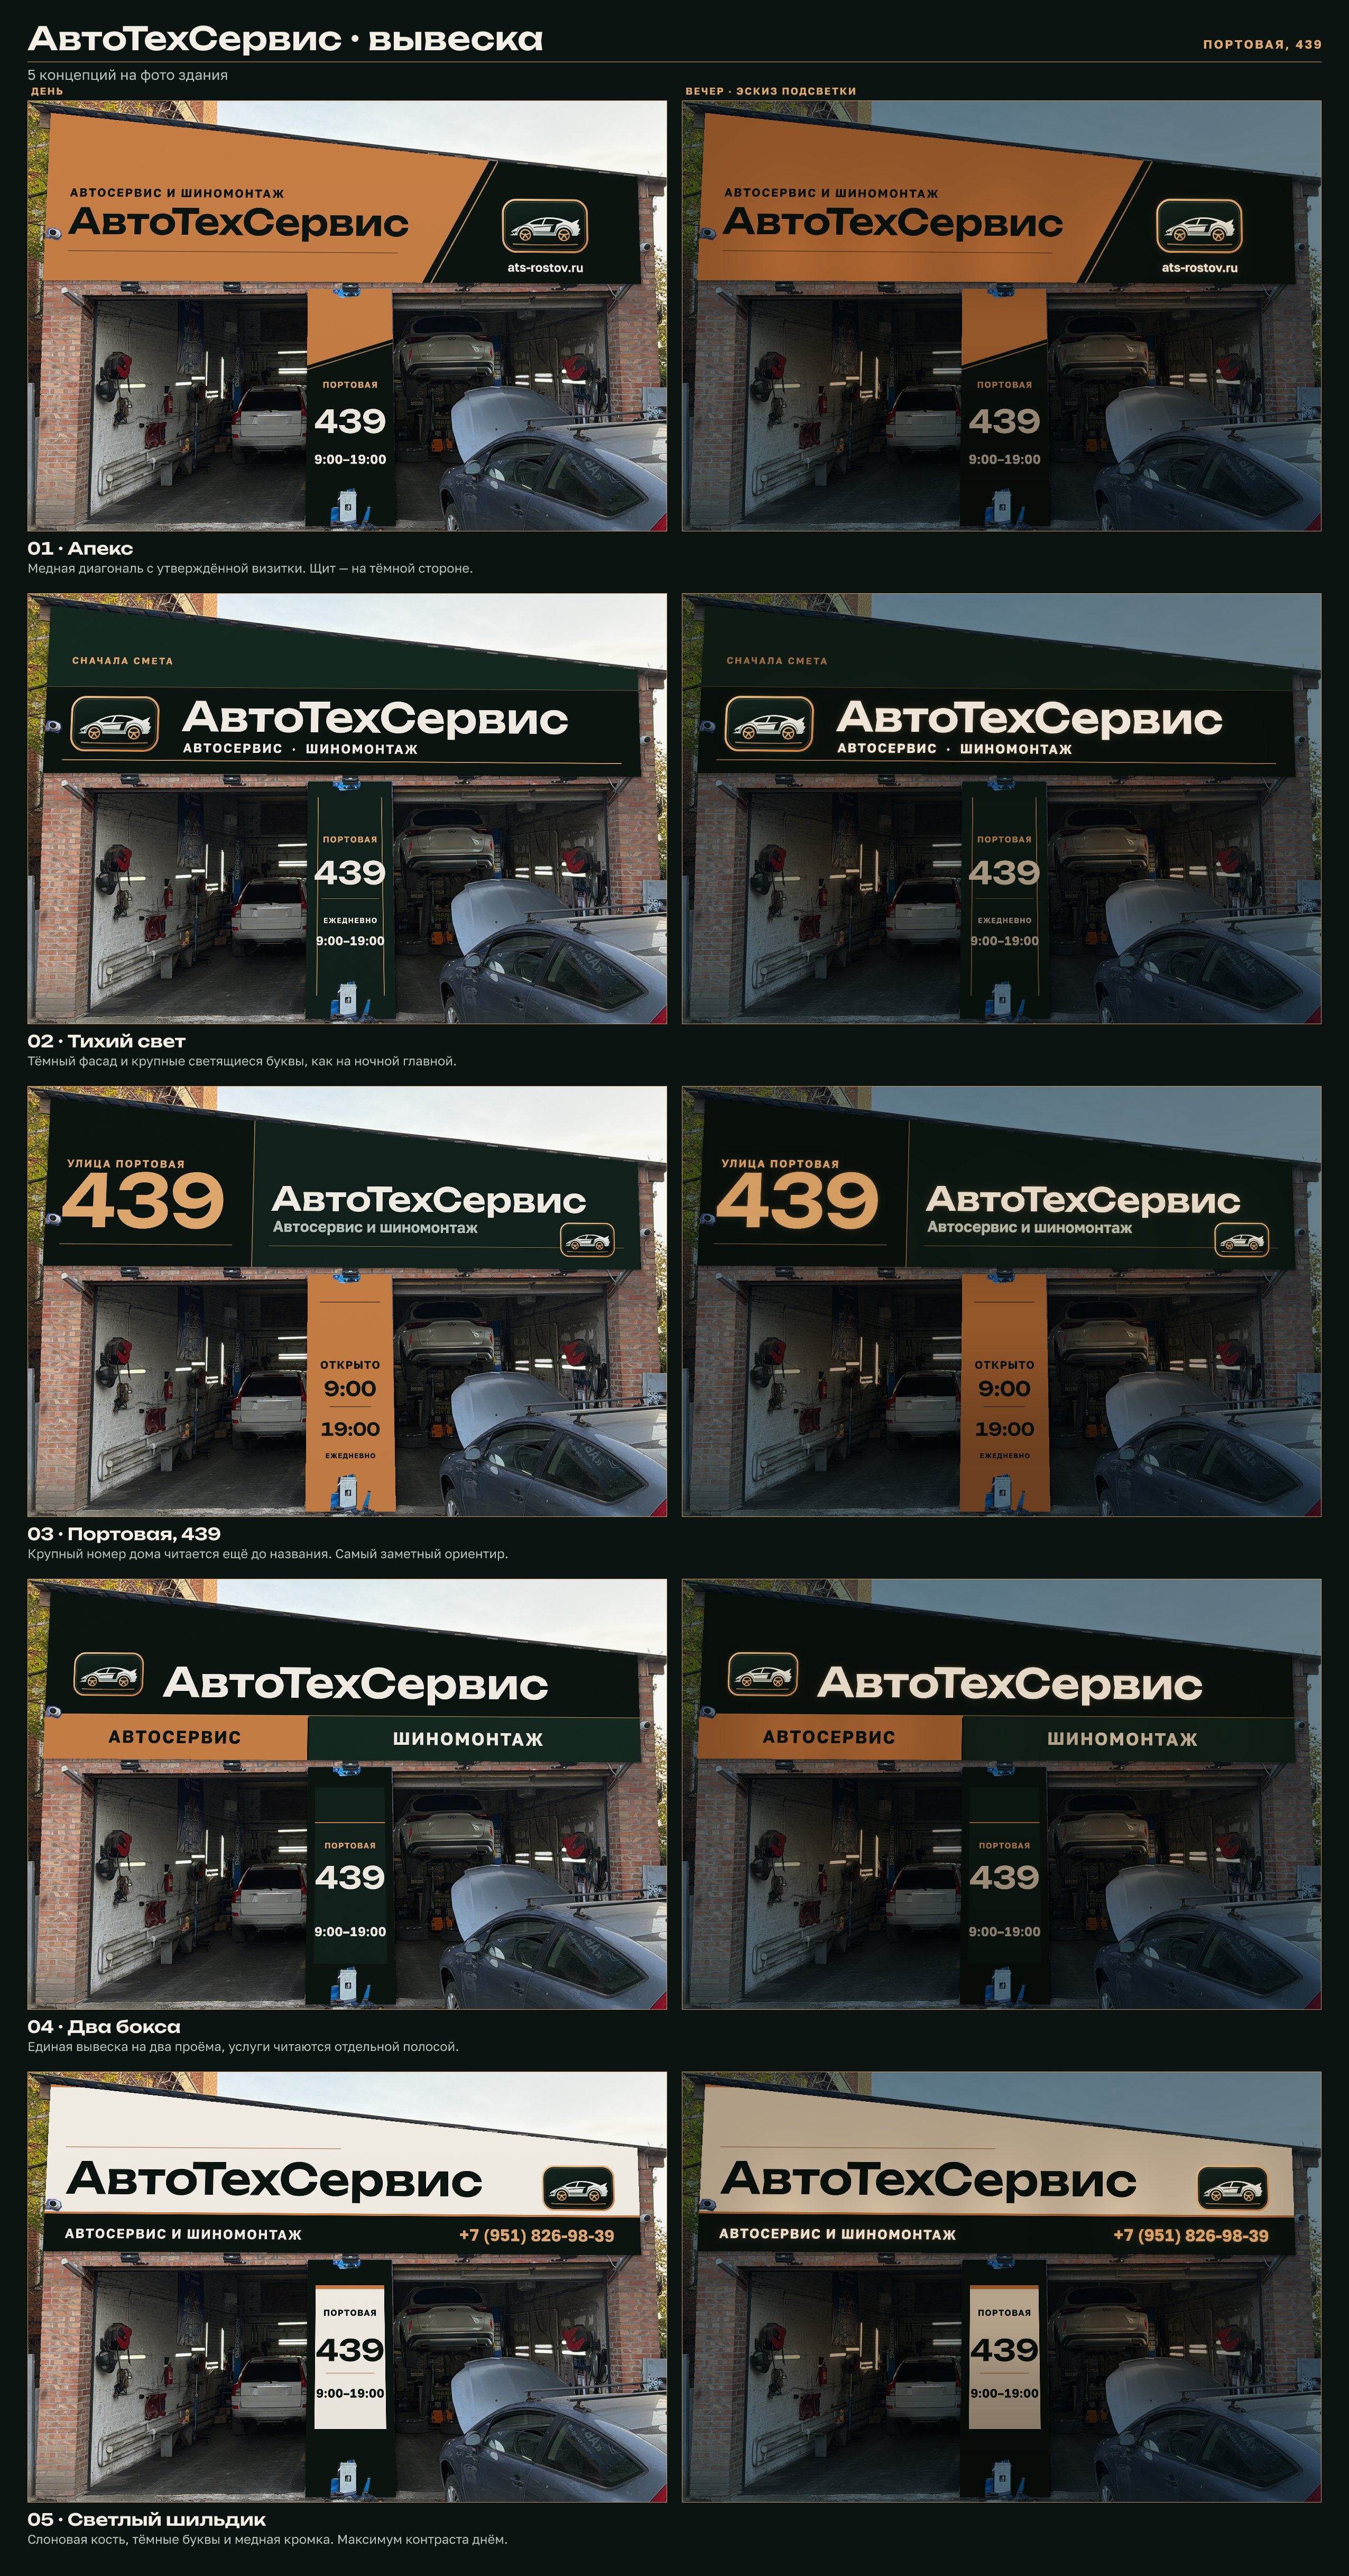 АвтоТехСервис · вывеска
ПОРТОВАЯ, 439
5 концепций на фото здания
ДЕНЬ
ВЕЧЕР · ЭСКИЗ ПОДСВЕТКИ
АВТОСЕРВИС И ШИНОМОНТАЖ
АвтоТехСервис
ats-rostov.ru
ПОРТОВАЯ
439
9:00–19:00
АВТОСЕРВИС И ШИНОМОНТАЖ
АвтоТехСервис
ats-rostov.ru
ПОРТОВАЯ
439
9:00–19:00
01 · Апекс
Медная диагональ с утверждённой визитки. Щит — на тёмной стороне.
СНАЧАЛА СМЕТА
АвтоТехСервис
АВТОСЕРВИС · ШИНОМОНТАЖ
ПОРТОВАЯ
439
ЕЖЕДНЕВНО
9:00–19:00
СНАЧАЛА СМЕТА
АвтоТехСервис
АВТОСЕРВИС · ШИНОМОНТАЖ
ПОРТОВАЯ
439
ЕЖЕДНЕВНО
9:00–19:00
02 · Тихий свет
Тёмный фасад и крупные светящиеся буквы, как на ночной главной.
УЛИЦА ПОРТОВАЯ
439
АвтоТехСервис
Автосервис и шиномонтаж
ОТКРЫТО
9:00
19:00
ЕЖЕДНЕВНО
УЛИЦА ПОРТОВАЯ
439
АвтоТехСервис
Автосервис и шиномонтаж
ОТКРЫТО
9:00
19:00
ЕЖЕДНЕВНО
03 · Портовая, 439
Крупный номер дома читается ещё до названия. Самый заметный ориентир.
АвтоТехСервис
АВТОСЕРВИС
ШИНОМОНТАЖ
ПОРТОВАЯ
439
9:00–19:00
АвтоТехСервис
АВТОСЕРВИС
ШИНОМОНТАЖ
ПОРТОВАЯ
439
9:00–19:00
04 · Два бокса
Единая вывеска на два проёма, услуги читаются отдельной полосой.
АвтоТехСервис
АВТОСЕРВИС И ШИНОМОНТАЖ
+7 (951) 826-98-39
ПОРТОВАЯ
439
9:00–19:00
АвтоТехСервис
АВТОСЕРВИС И ШИНОМОНТАЖ
+7 (951) 826-98-39
ПОРТОВАЯ
439
9:00–19:00
05 · Светлый шильдик
Слоновая кость, тёмные буквы и медная кромка. Максимум контраста днём.